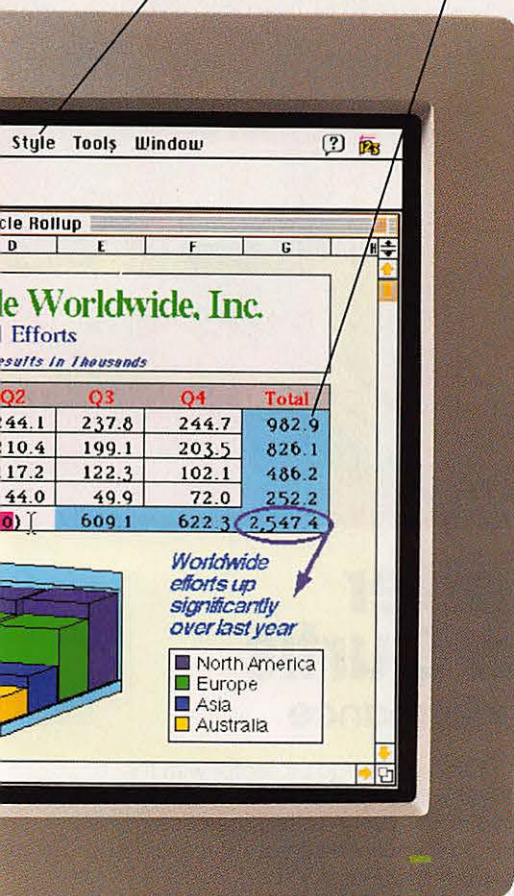 Style Tools Window ? 123
cle Rollup
D E F G H
le Worldwide, Inc.
l Efforts
esults In Thousands
Q2 Q3 Q4 Total
244.1 237.8 244.7 982.9
210.4 199.1 203.5 826.1
117.2 122.3 102.1 486.2
44.0 49.9 72.0 252.2
0) 609.1 622.3 2,547.4
Worldwide
efforts up
significantly
over last year
North America
Europe
Asia
Australia